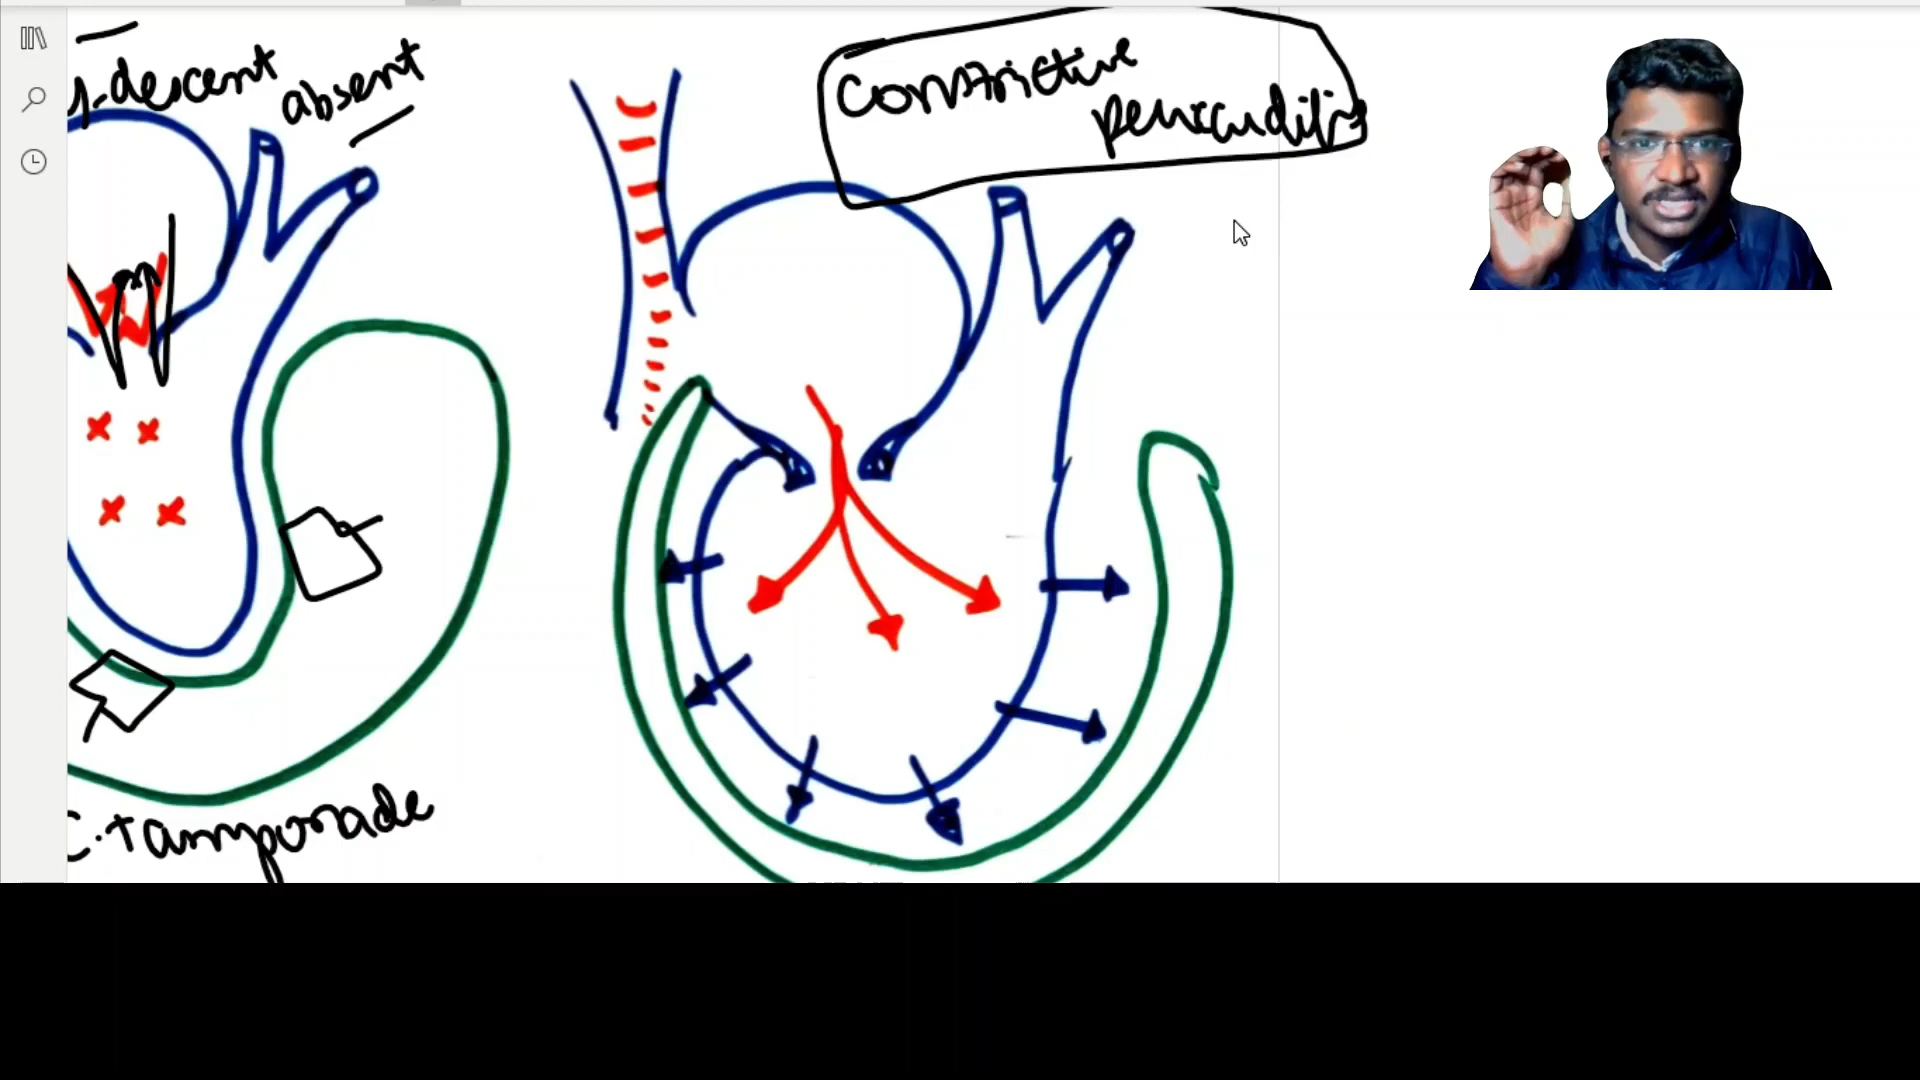 y-descent
absent
Constrictive
pericarditis
C.tamponade